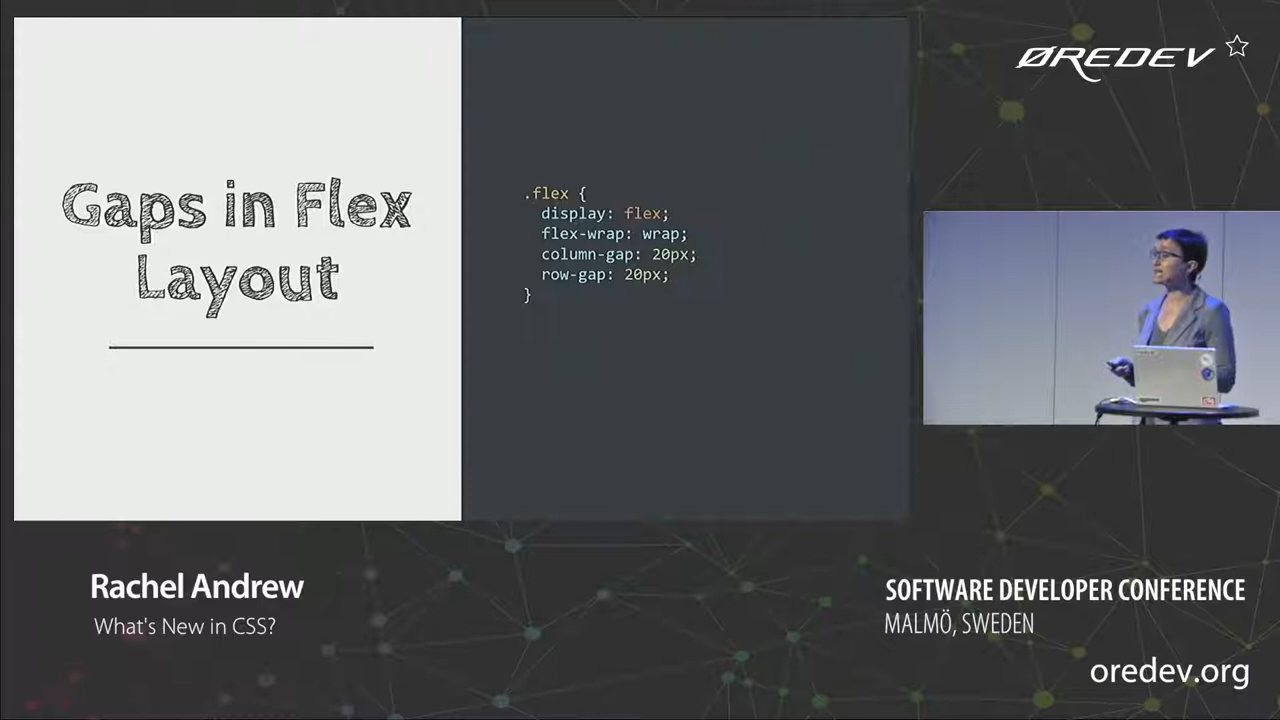 ØREDEV
Gaps in Flex
Layout
.flex {
display: flex;
flex-wrap: wrap;
column-gap: 20px;
row-gap: 20px;
}
Rachel Andrew
What's New in CSS?
SOFTWARE DEVELOPER CONFERENCE
MALMÖ, SWEDEN
oredev.org